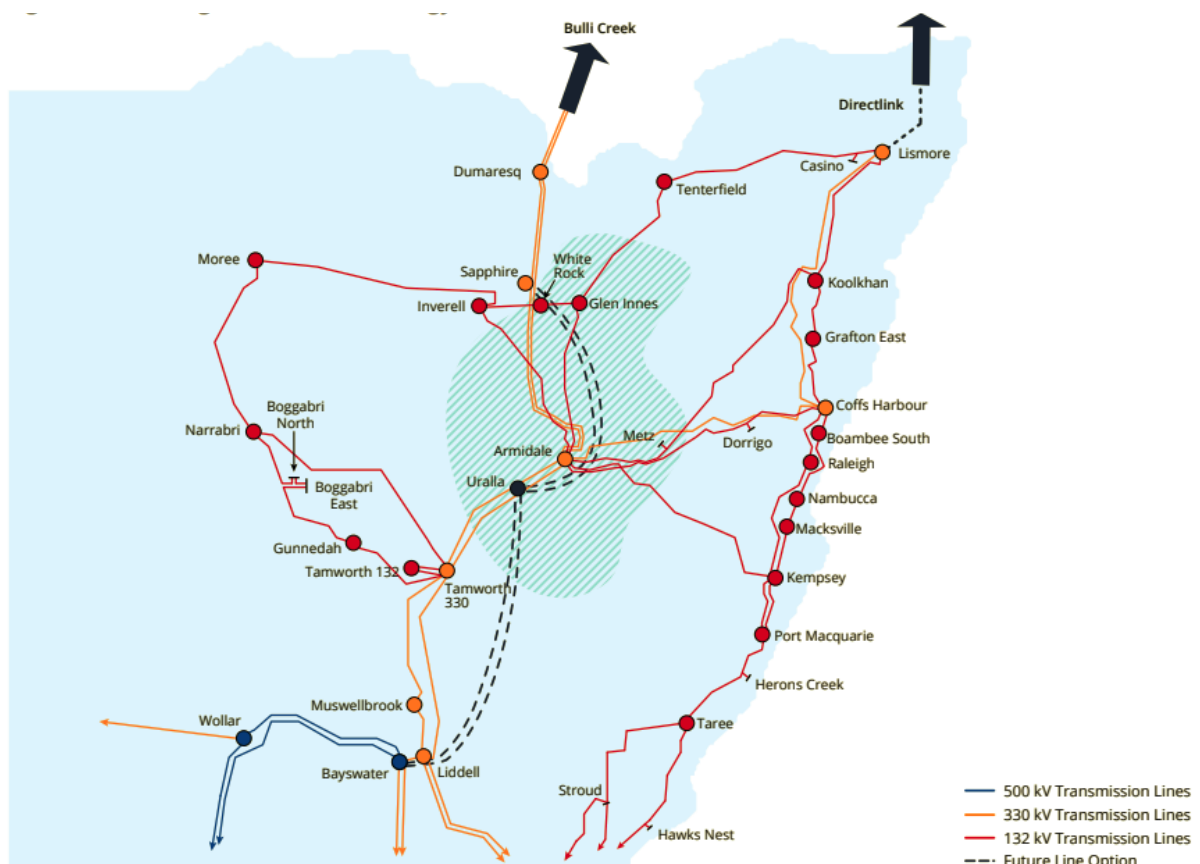 Bulli Creek
Directlink
Dumaresq
Casino
Lismore
Tenterfield
Moree
Sapphire
White
Rock
Inverell
Glen Innes
Koolkhan
Grafton East
Boggabri
North
Narrabri
Coffs Harbour
Boambee South
Metz
Dorrigo
Armidale
Raleigh
Uralla
Boggabri
East
Nambucca
Macksville
Gunnedah
Tamworth 132
Tamworth
330
Kempsey
Port Macquarie
Herons Creek
Muswellbrook
Wollar
Taree
Bayswater
Liddell
Stroud
Hawks Nest
500 kV Transmission Lines
330 kV Transmission Lines
132 kV Transmission Lines
Future Line Option